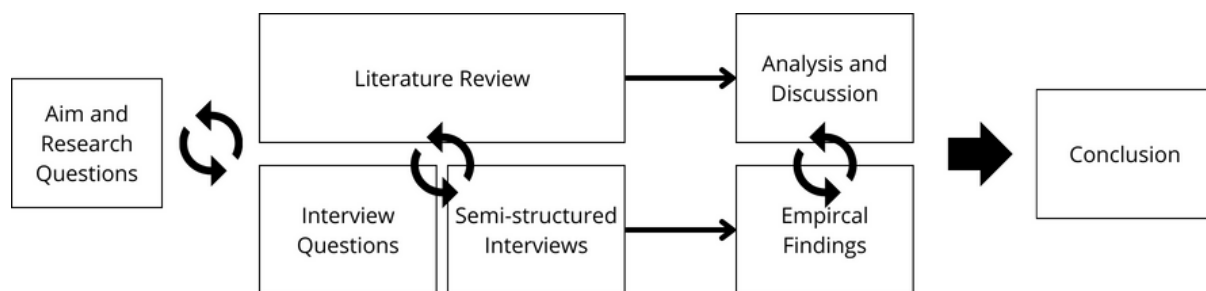 Aim and
Research
Questions
Literature Review
Interview
Questions
Semi-structured
Interviews
Analysis and
Discussion
Empircal
Findings
Conclusion